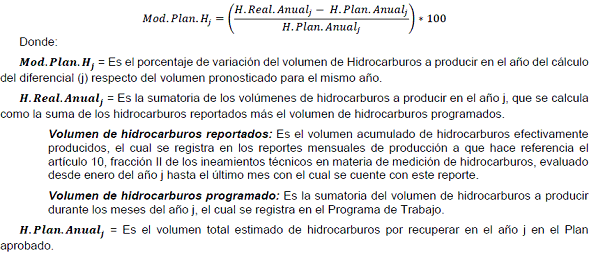 Mod.Plan.H_j = ((H.Real.Anual_j − H.Plan.Anual_j) / H.Plan.Anual_j) * 100
Donde:
Mod.Plan.H_j = Es el porcentaje de variación del volumen de Hidrocarburos a producir en el año del cálculo
del diferencial (j) respecto del volumen pronosticado para el mismo año.
H.Real.Anual_j = Es la sumatoria de los volúmenes de hidrocarburos a producir en el año j, que se calcula
como la suma de los hidrocarburos reportados más el volumen de hidrocarburos programados.
Volumen de hidrocarburos reportados: Es el volumen acumulado de hidrocarburos efectivamente
producidos, el cual se registra en los reportes mensuales de producción a que hace referencia el
artículo 10, fracción II de los ineamientos técnicos en materia de medición de hidrocarburos, evaluado
desde enero del año j hasta el último mes con el cual se cuente con este reporte.
Volumen de hidrocarburos programado: Es la sumatoria del volumen de hidrocarburos a producir
durante los meses del año j, el cual se registra en el Programa de Trabajo.
H.Plan.Anual_j = Es el volumen total estimado de hidrocarburos por recuperar en el año j en el Plan
aprobado.